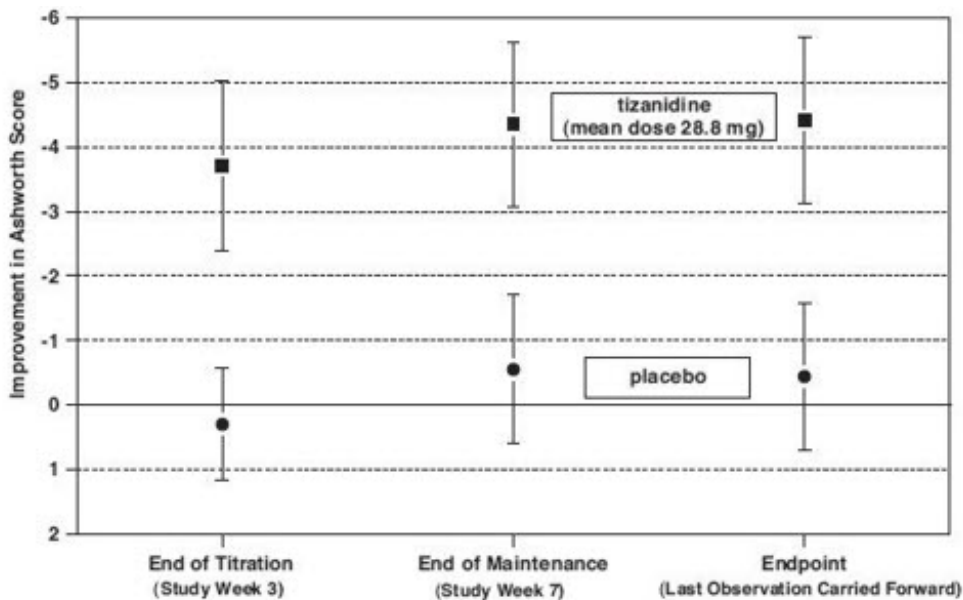 Improvement in Ashworth Score
-6
-5
-4
-3
-2
-1
0
1
2
tizanidine
(mean dose 28.8 mg)
placebo
End of Titration
(Study Week 3)
End of Maintenance
(Study Week 7)
Endpoint
(Last Observation Carried Forward)